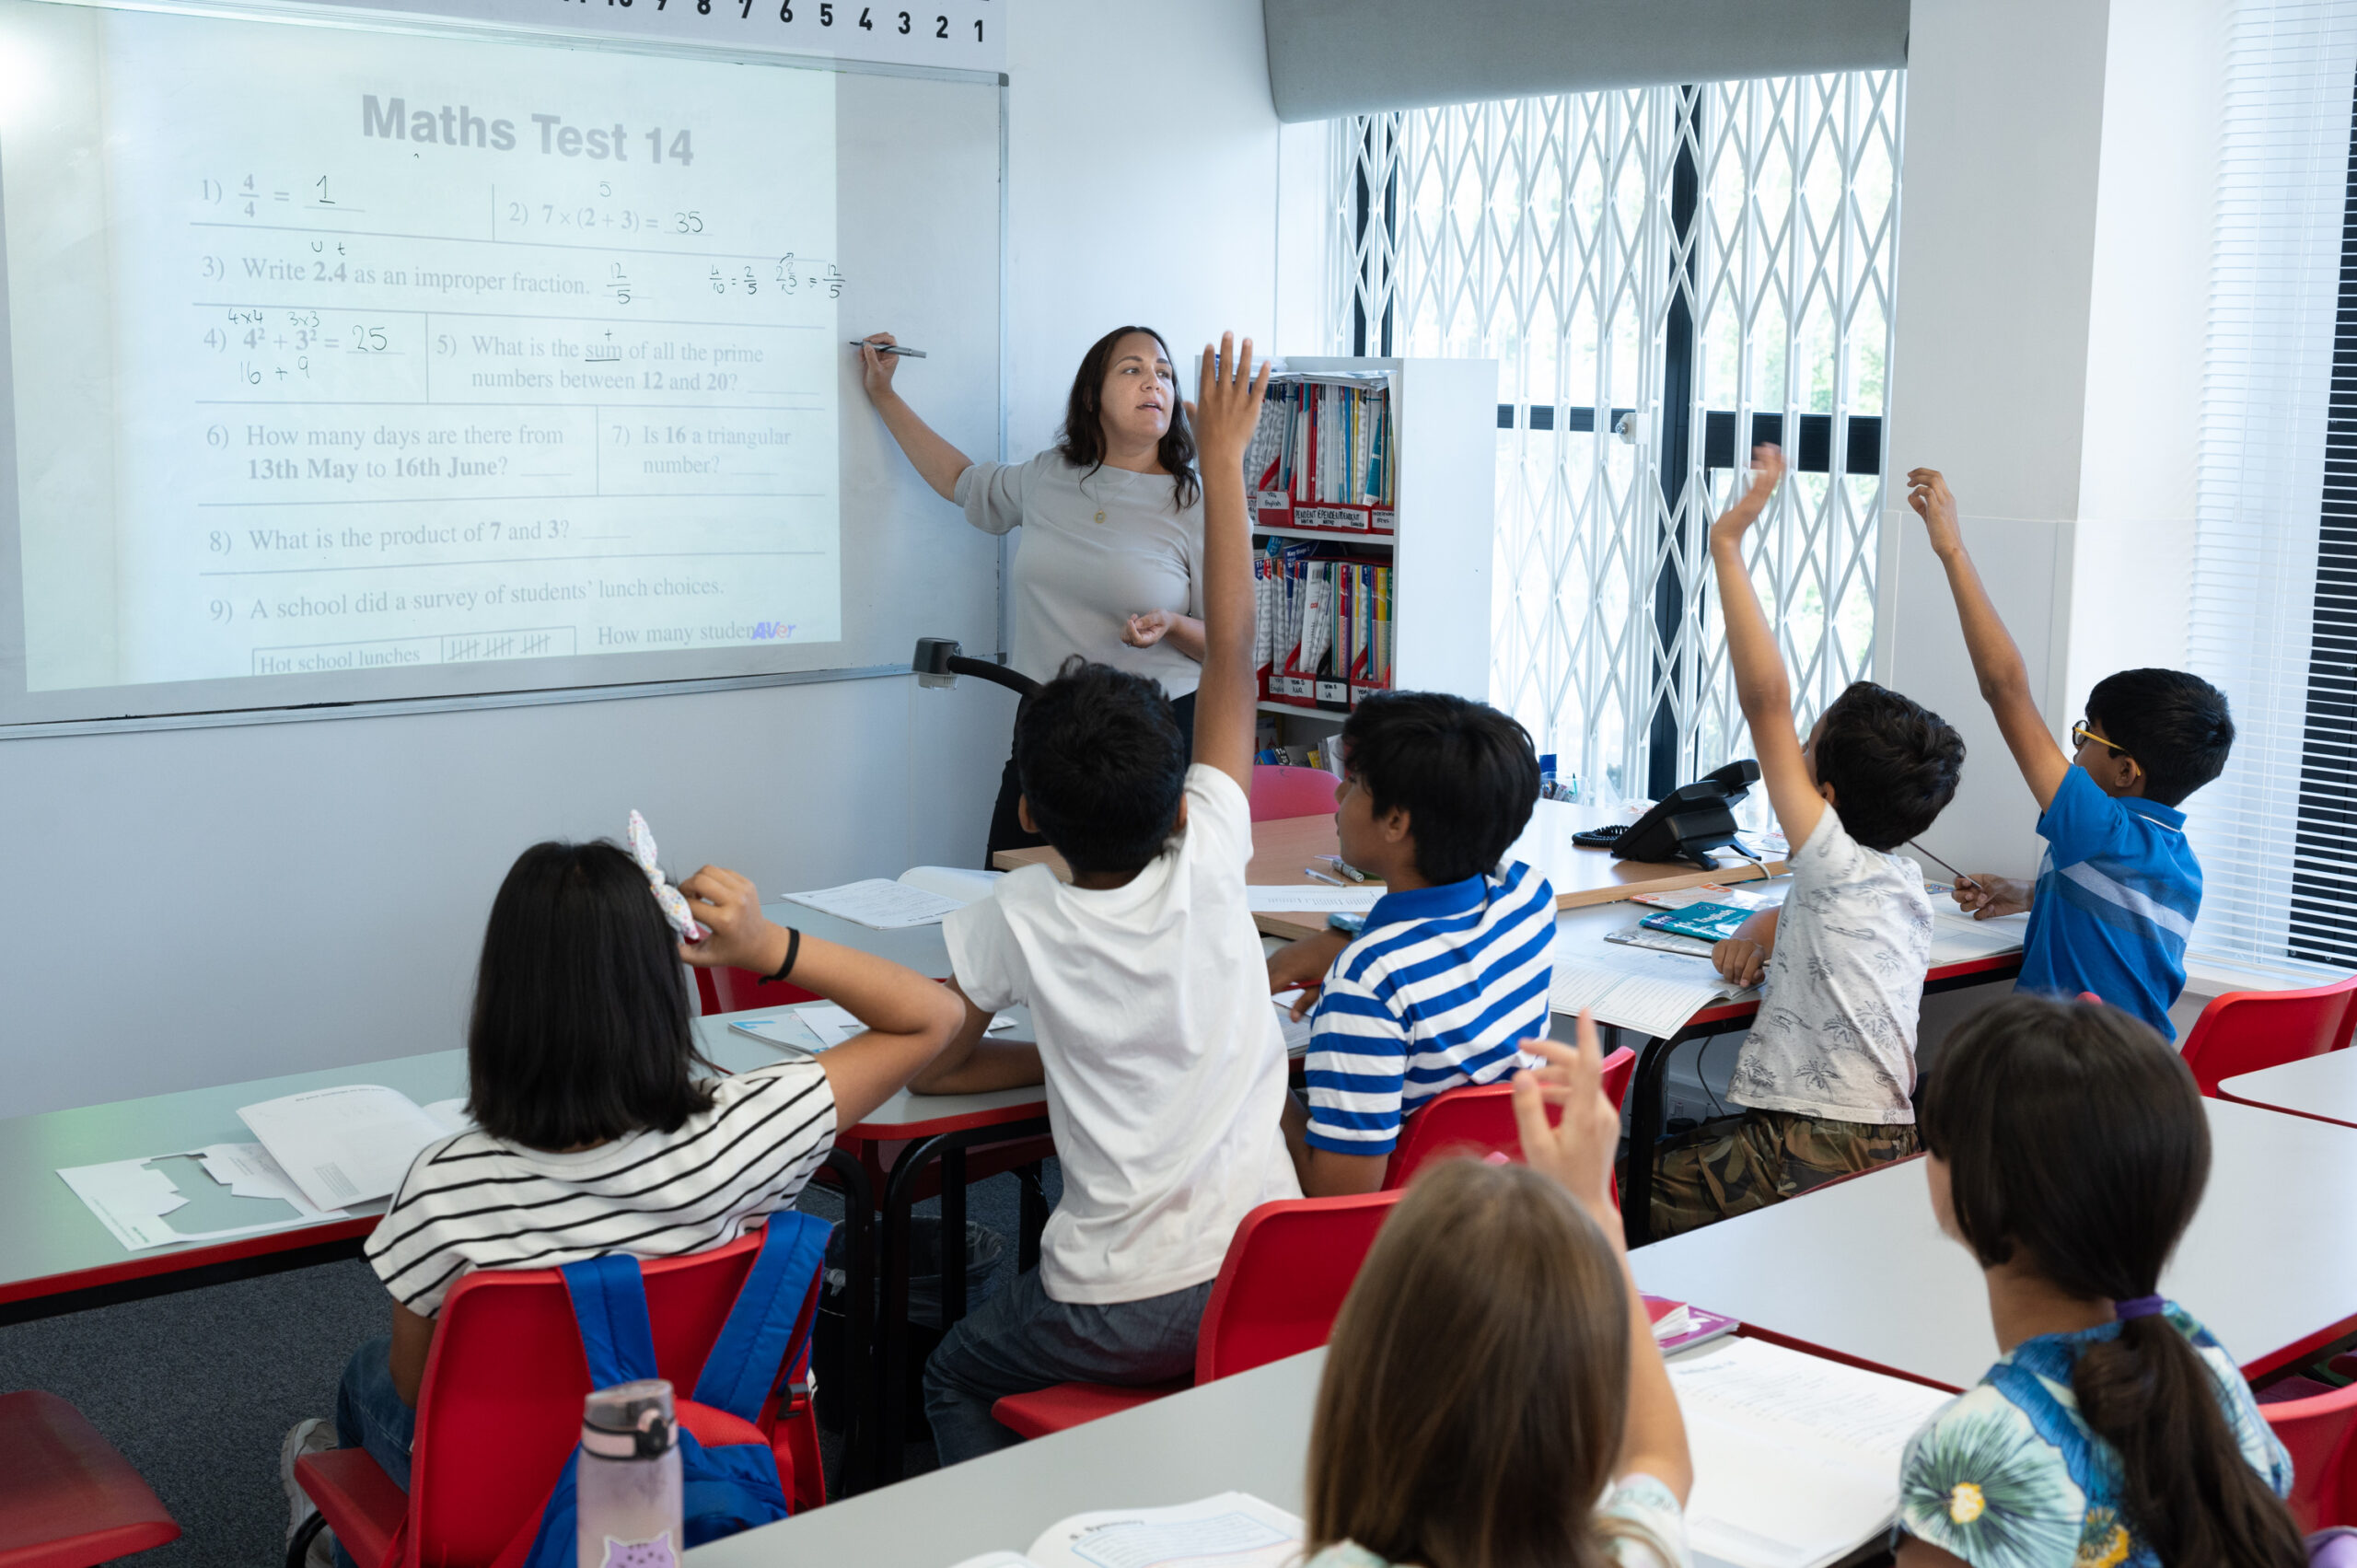 9 8 7 6 5 4 3 2 1
Maths Test 14
1) 4/4 = 1
5
2) 7 × (2 + 3) = 35
U t
3) Write 2.4 as an improper fraction. 12/5
4/10 = 2/5 2 2/5 = 12/5
4x4 3x3
4) 4² + 3² = 25
16 + 9
+
5) What is the sum of all the prime
numbers between 12 and 20?
6) How many days are there from
13th May to 16th June?
7) Is 16 a triangular
number?
8) What is the product of 7 and 3?
9) A school did a survey of students' lunch choices.
Hot school lunches
How many studen
AVer
English